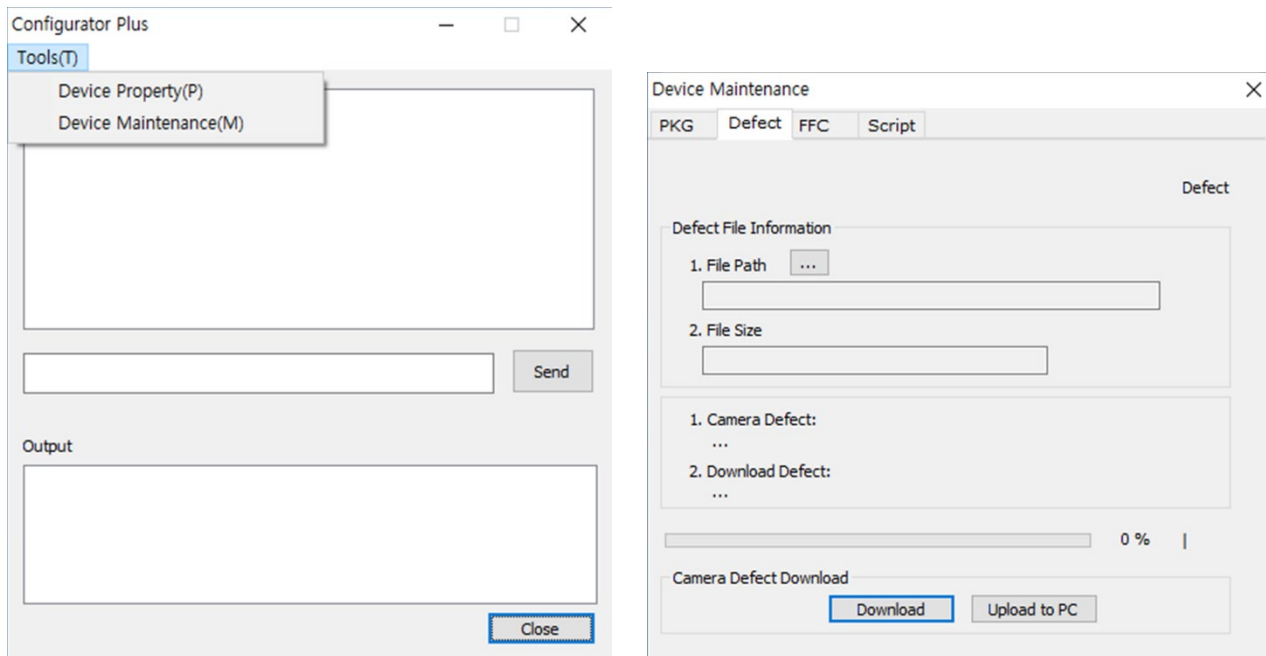 Configurator Plus
Tools(T)
Device Property(P)
Device Maintenance(M)
Send
Output
Close
Device Maintenance
PKG Defect FFC Script
Defect
Defect File Information
1. File Path ...
2. File Size
1. Camera Defect:
...
2. Download Defect:
...
0 % |
Camera Defect Download
Download Upload to PC